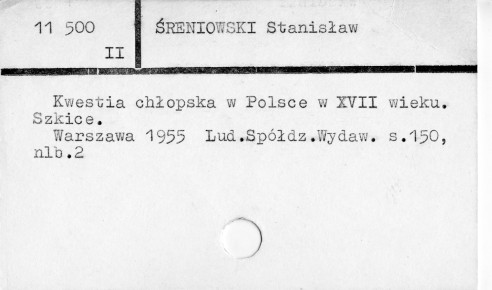 11 500 ŚRENIOWSKI Stanisław
II
Kwestia chłopska w Polsce w XVII wieku.
Szkice.
Warszawa 1955 Lud.Spółdz.Wydaw. s.150,
nlb.2